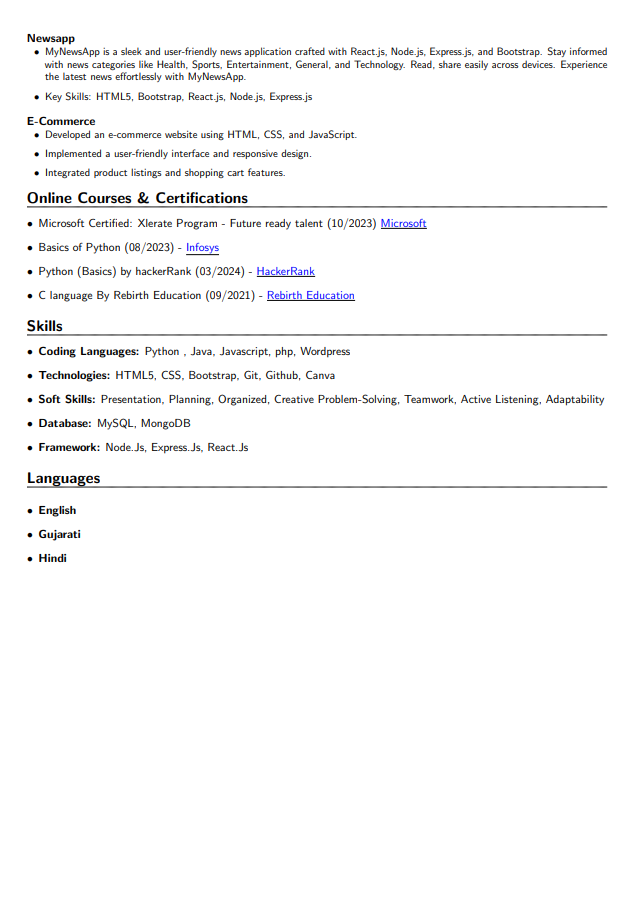 Newsapp
• MyNewsApp is a sleek and user-friendly news application crafted with React.js, Node.js, Express.js, and Bootstrap. Stay informed
with news categories like Health, Sports, Entertainment, General, and Technology. Read, share easily across devices. Experience
the latest news effortlessly with MyNewsApp.
• Key Skills: HTML5, Bootstrap, React.js, Node.js, Express.js
E-Commerce
• Developed an e-commerce website using HTML, CSS, and JavaScript.
• Implemented a user-friendly interface and responsive design.
• Integrated product listings and shopping cart features.
Online Courses & Certifications
• Microsoft Certified: Xlerate Program - Future ready talent (10/2023) Microsoft
• Basics of Python (08/2023) - Infosys
• Python (Basics) by hackerRank (03/2024) - HackerRank
• C language By Rebirth Education (09/2021) - Rebirth Education
Skills
• Coding Languages: Python , Java, Javascript, php, Wordpress
• Technologies: HTML5, CSS, Bootstrap, Git, Github, Canva
• Soft Skills: Presentation, Planning, Organized, Creative Problem-Solving, Teamwork, Active Listening, Adaptability
• Database: MySQL, MongoDB
• Framework: Node.Js, Express.Js, React.Js
Languages
• English
• Gujarati
• Hindi